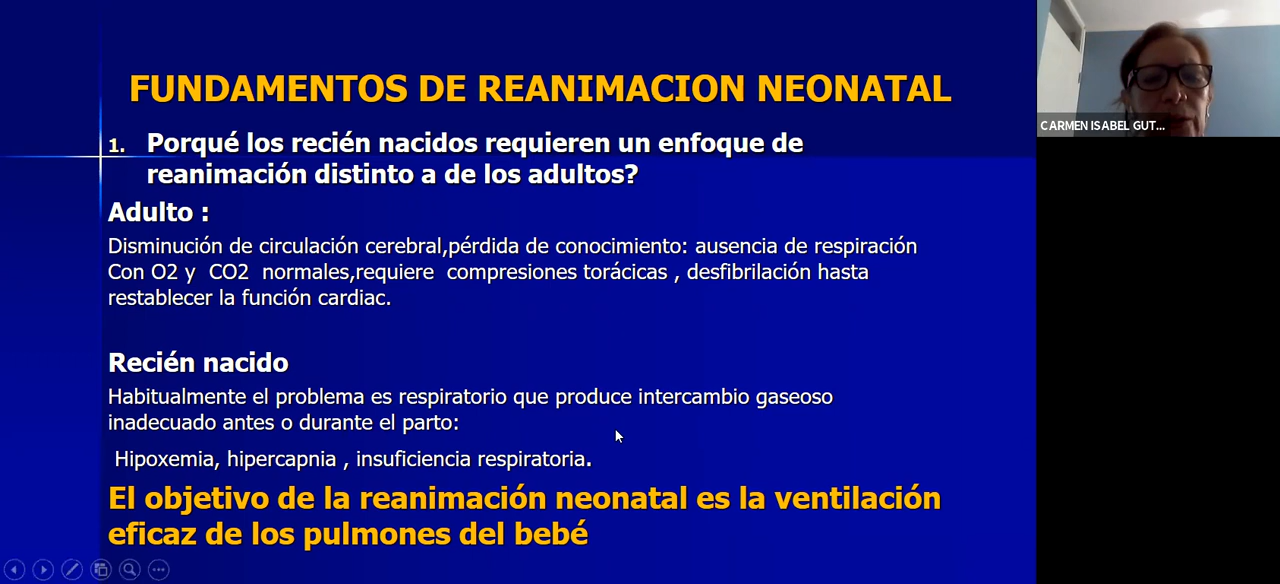 FUNDAMENTOS DE REANIMACION NEONATAL
1. Porqué los recién nacidos requieren un enfoque de
reanimación distinto a de los adultos?
Adulto :
Disminución de circulación cerebral,pérdida de conocimiento: ausencia de respiración
Con O2 y CO2 normales,requiere compresiones torácicas , desfibrilación hasta
restablecer la función cardiac.
Recién nacido
Habitualmente el problema es respiratorio que produce intercambio gaseoso
inadecuado antes o durante el parto:
Hipoxemia, hipercapnia , insuficiencia respiratoria.
El objetivo de la reanimación neonatal es la ventilación
eficaz de los pulmones del bebé
CARMEN ISABEL GUT...